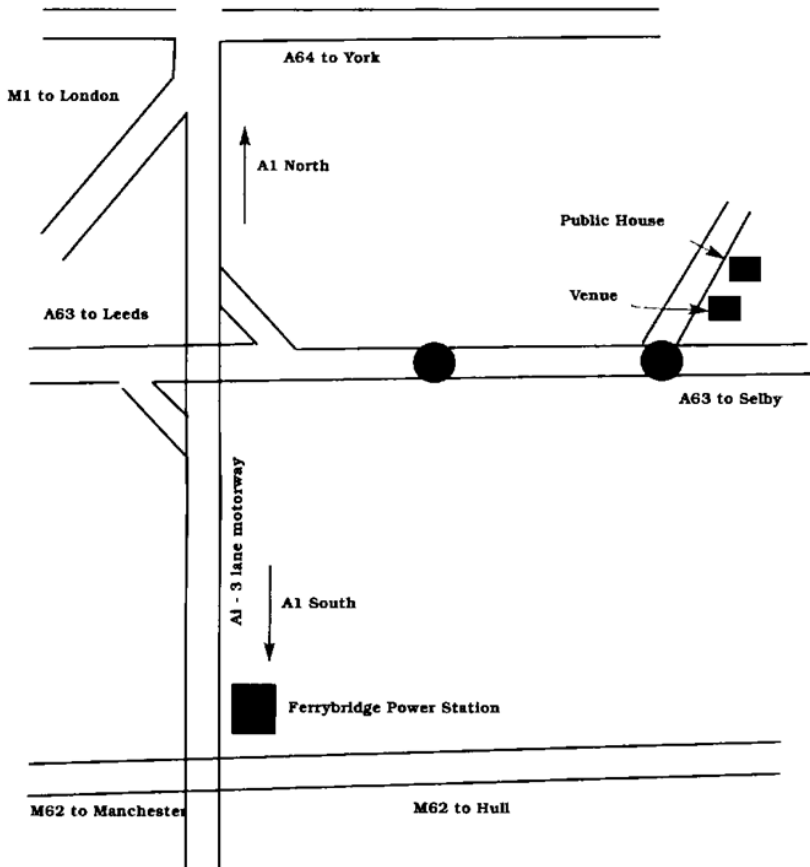 A64 to York
M1 to London
A1 North
Public House
Venue
A63 to Leeds
A63 to Selby
A1 - 3 lane motorway
A1 South
Ferrybridge Power Station
M62 to Manchester
M62 to Hull